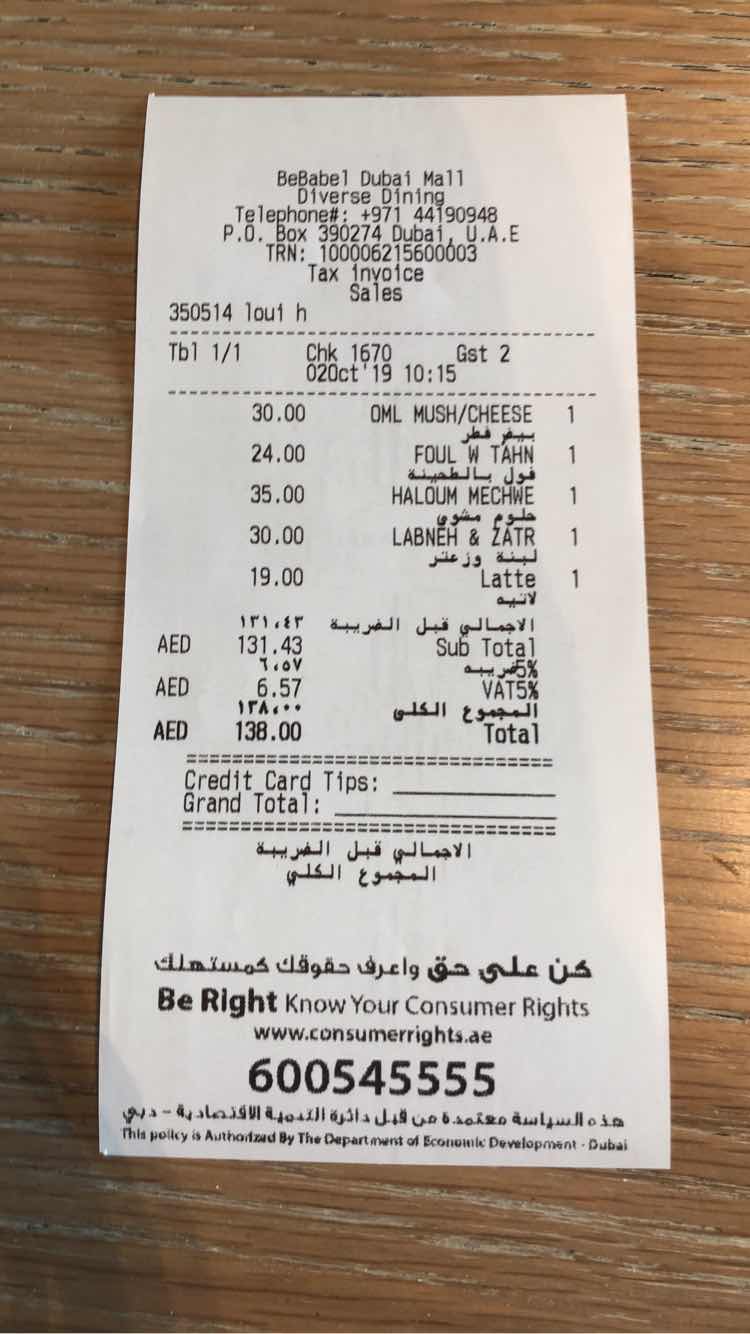 BeBabel Dubai Mall
Diverse Dining
Telephone#: +971 44190948
P.O. Box 390274 Dubai, U.A.E
TRN: 100006215600003
Tax invoice
Sales
350514 loui h
Tbl 1/1 Chk 1670 Gst 2
02Oct'19 10:15
30.00 OML MUSH/CHEESE 1
بيض فطر
24.00 FOUL W TAHN 1
فول بالطحينة
35.00 HALOUM MECHWE 1
حلوم مشوي
30.00 LABNEH & ZATR 1
لبنة وزعتر
19.00 Latte 1
لاتيه
الاجمالي قبل الضريبة ١٣١،٤٣
AED 131.43 Sub Total
5%ضريبه ٦،٥٧
AED 6.57 VAT5%
المجموع الكلي ١٣٨،٠٠
AED 138.00 Total
===============================
Credit Card Tips: ____________
Grand Total: ________________
===============================
الاجمالي قبل الضريبة
المجموع الكلي
كن على حق واعرف حقوقك كمستهلك
Be Right Know Your Consumer Rights
www.consumerrights.ae
600545555
هذه السياسة معتمدة من قبل دائرة التنمية الاقتصادية - دبي
This policy is Authorized By The Department of Economic Development - Dubai